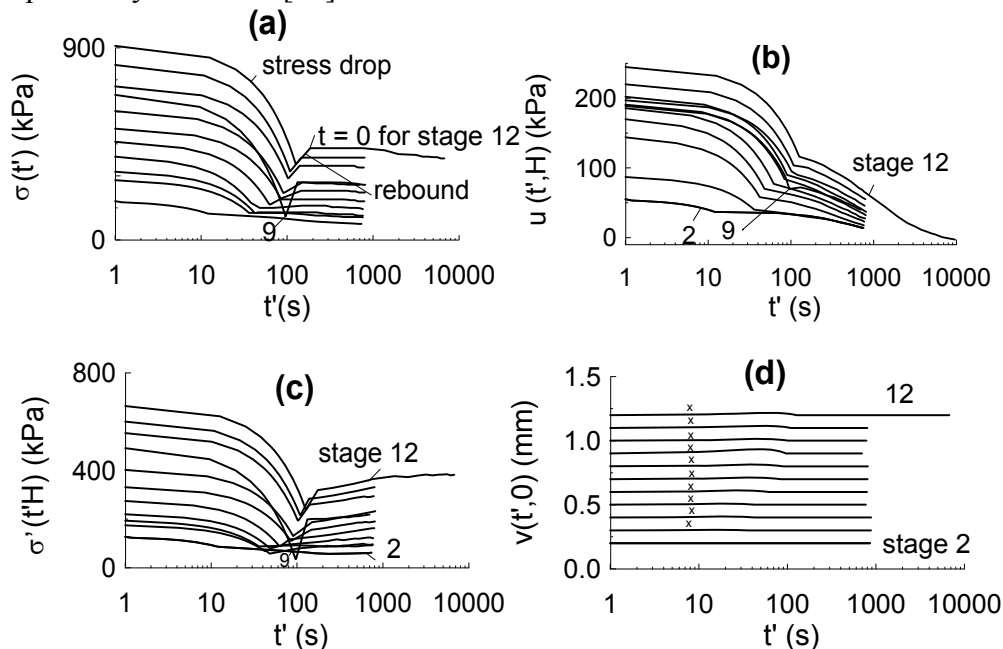 (a)
900
σ(t') (kPa)
0
stress drop
t = 0 for stage 12
rebound
9
1 10 100 1000 10000
t'(s)
(b)
200
100
0
u (t',H) (kPa)
stage 12
2
9
1 10 100 1000 10000
t' (s)
(c)
800
400
0
σ' (t'H) (kPa)
stage 12
2
9
1 10 100 1000 10000
t' (s)
(d)
1.5
1.0
0.5
0.0
v(t',0) (mm)
12
x
x
x
x
x
x
x
x
x
x
stage 2
1 10 100 1000 10000
t' (s)